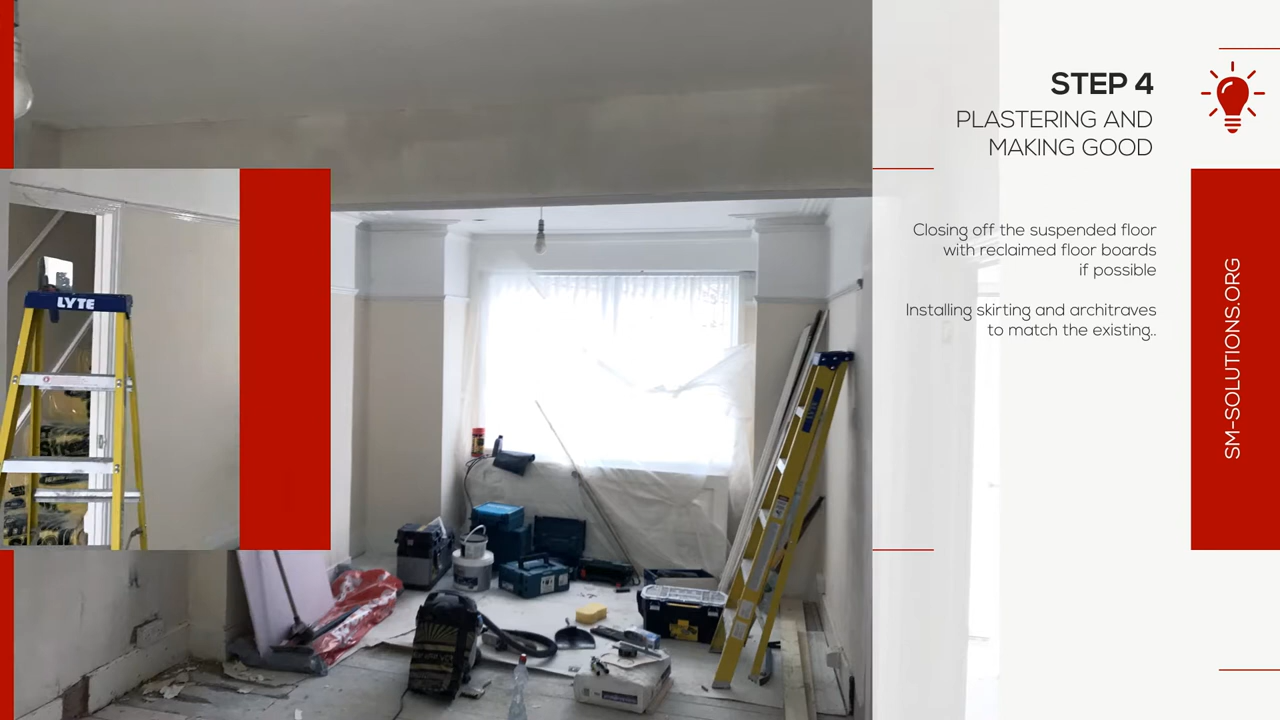 STEP 4
PLASTERING AND
MAKING GOOD
Closing off the suspended floor
with reclaimed floor boards
if possible
Installing skirting and architraves
to match the existing..
SM-SOLUTIONS.ORG
LYTE
LYTE